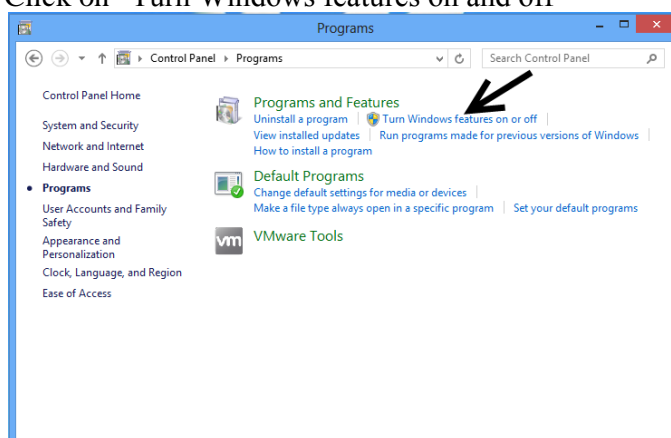 Click on "Turn Windows features on and off"
Programs
Control Panel
Programs
Search Control Panel
Control Panel Home
System and Security
Network and Internet
Hardware and Sound
Programs
User Accounts and Family
Safety
Appearance and
Personalization
Clock, Language, and Region
Ease of Access
Programs and Features
Uninstall a program
Turn Windows features on or off
View installed updates
Run programs made for previous versions of Windows
How to install a program
Default Programs
Change default settings for media or devices
Make a file type always open in a specific program
Set your default programs
vm
VMware Tools